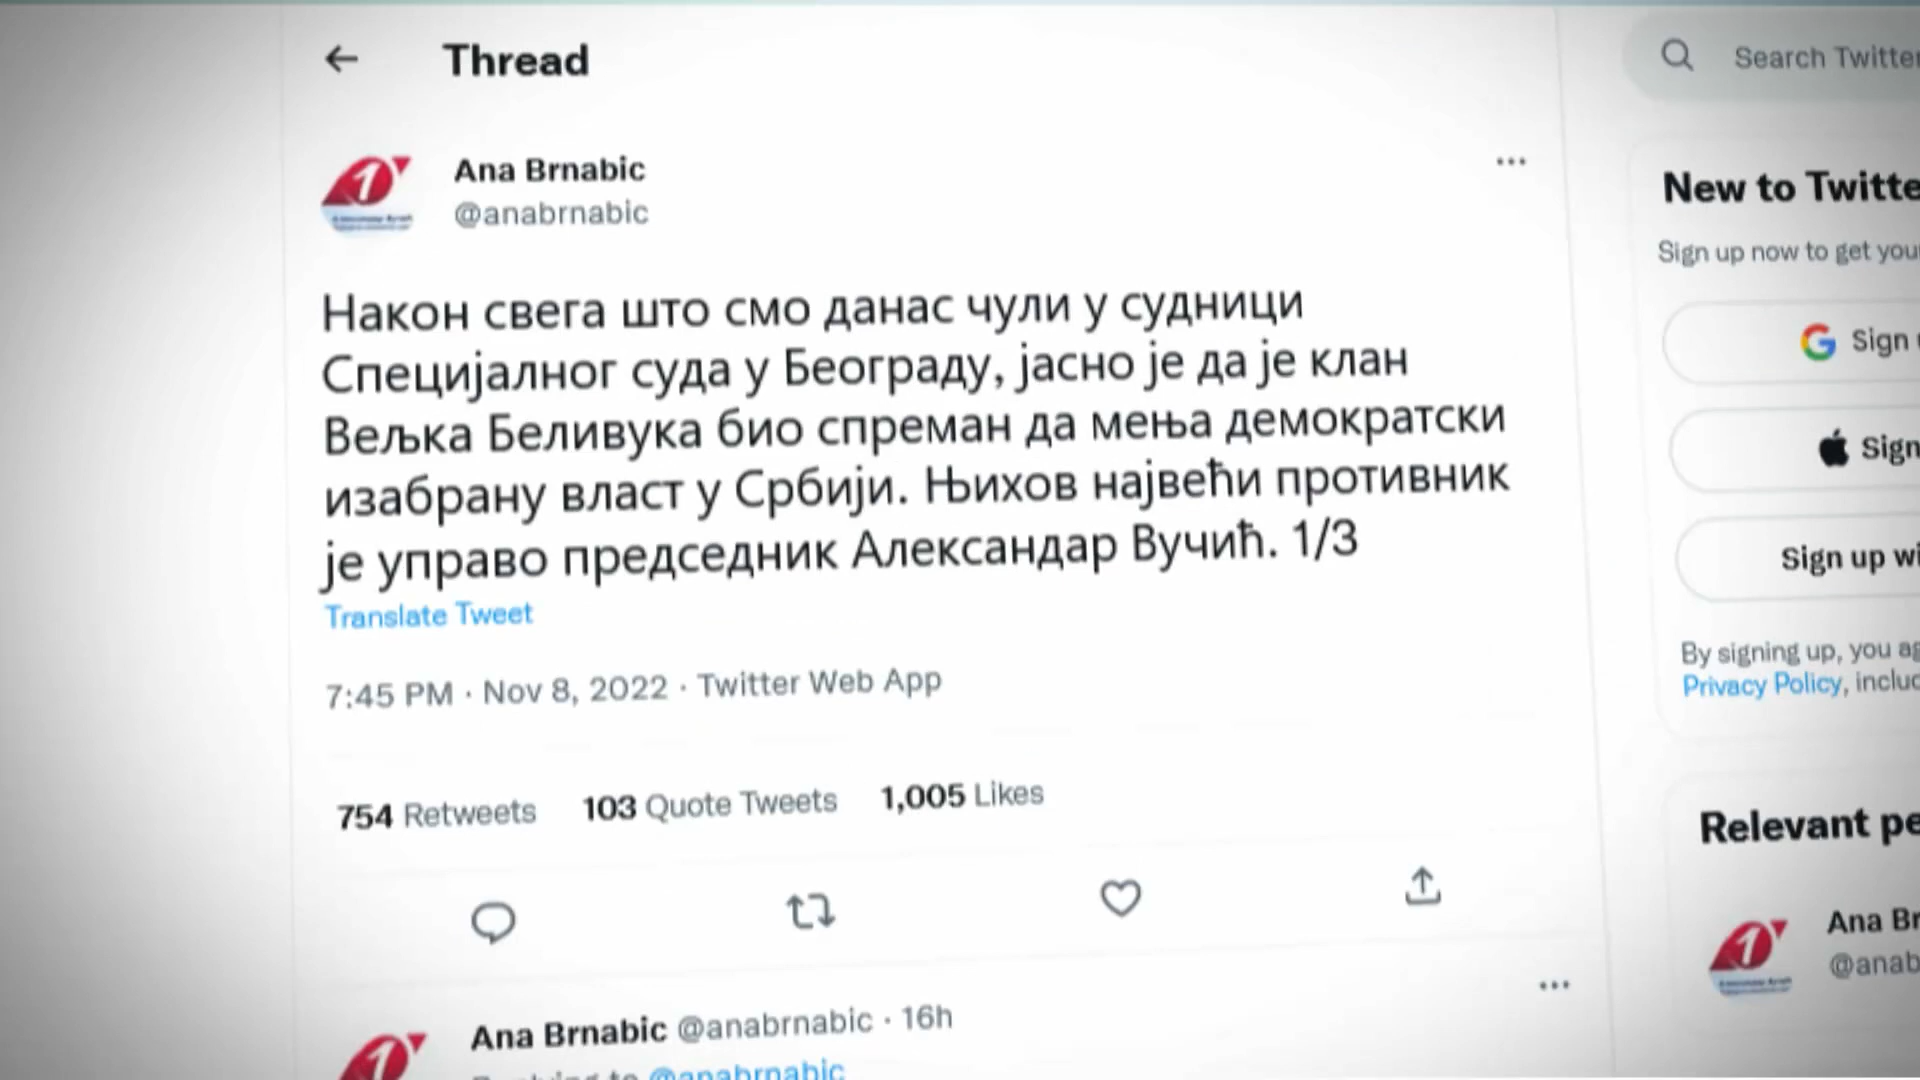 Thread
Search Twitter
Ana Brnabic
@anabrnabic
Након свега што смо данас чули у судници
Специјалног суда у Београду, јасно је да је клан
Вељка Беливука био спреман да мења демократски
изабрану власт у Србији. Њихов највећи противник
је управо председник Александар Вучић. 1/3
Translate Tweet
7:45 PM · Nov 8, 2022 · Twitter Web App
754 Retweets 103 Quote Tweets 1,005 Likes
Ana Brnabic @anabrnabic · 16h
@anabrnabic
New to Twitte
Sign up now to get you
Sign
Sign
Sign up wi
By signing up, you ag
Privacy Policy, includ
Relevant pe
Ana Br
@anab